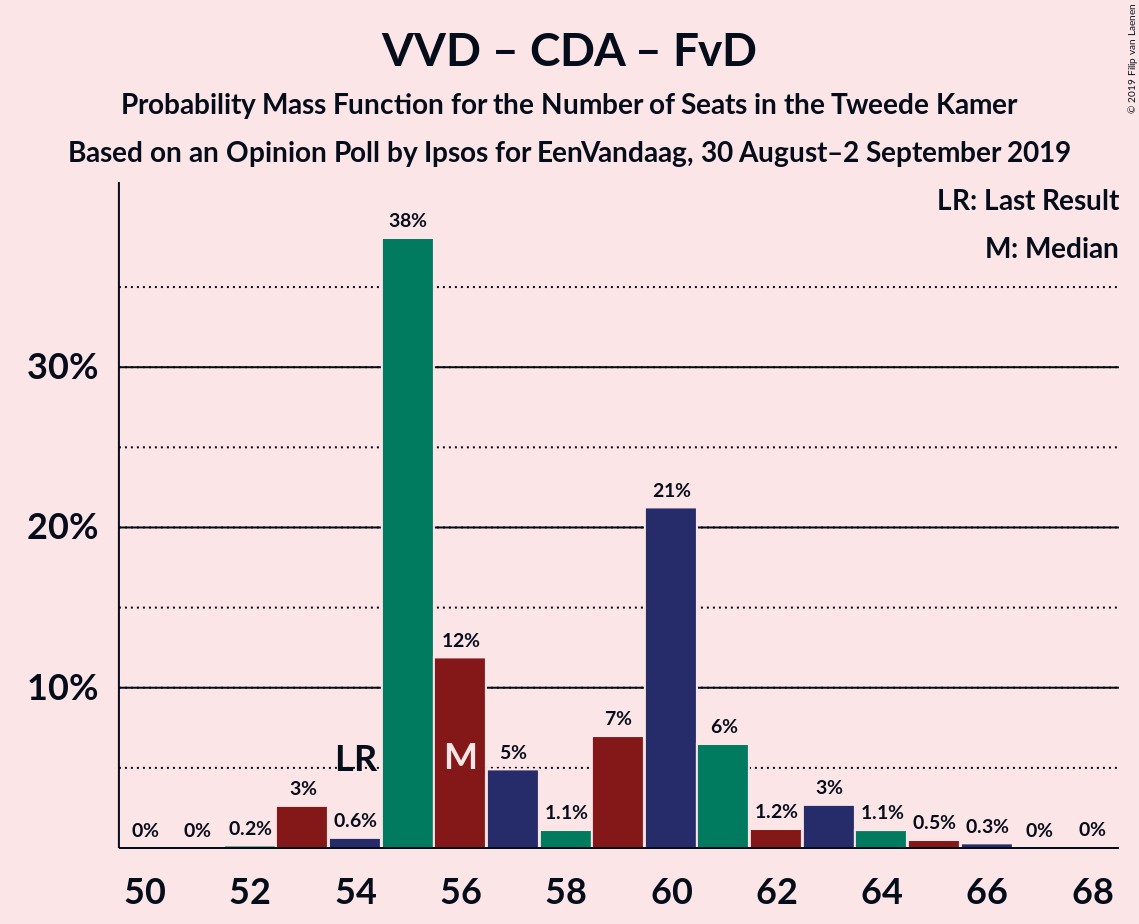 VVD – CDA – FvD
Probability Mass Function for the Number of Seats in the Tweede Kamer
Based on an Opinion Poll by Ipsos for EenVandaag, 30 August–2 September 2019
© 2019 Filip van Laenen
LR: Last Result
M: Median
38%
30%
21%
20%
12%
10%
7%
6%
LR
M
5%
3%
3%
1.2%
1.1%
1.1%
0.6%
0.5%
0.3%
0.2%
0%
0%
0%
0%
50 52 54 56 58 60 62 64 66 68